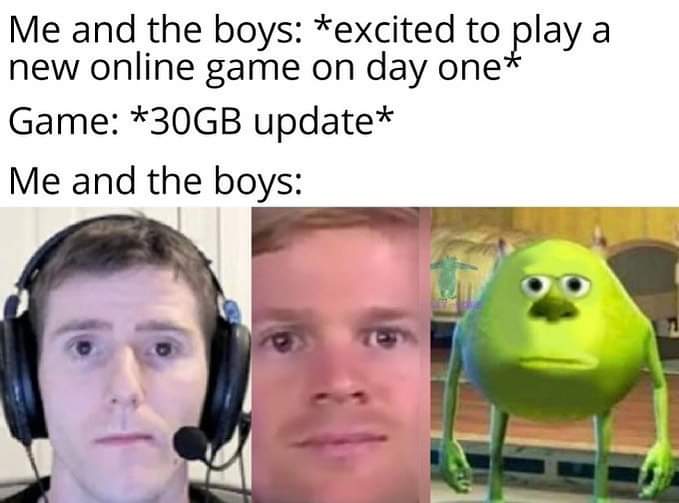 Me and the boys: *excited to play a
new online game on day one*
Game: *30GB update*
Me and the boys: